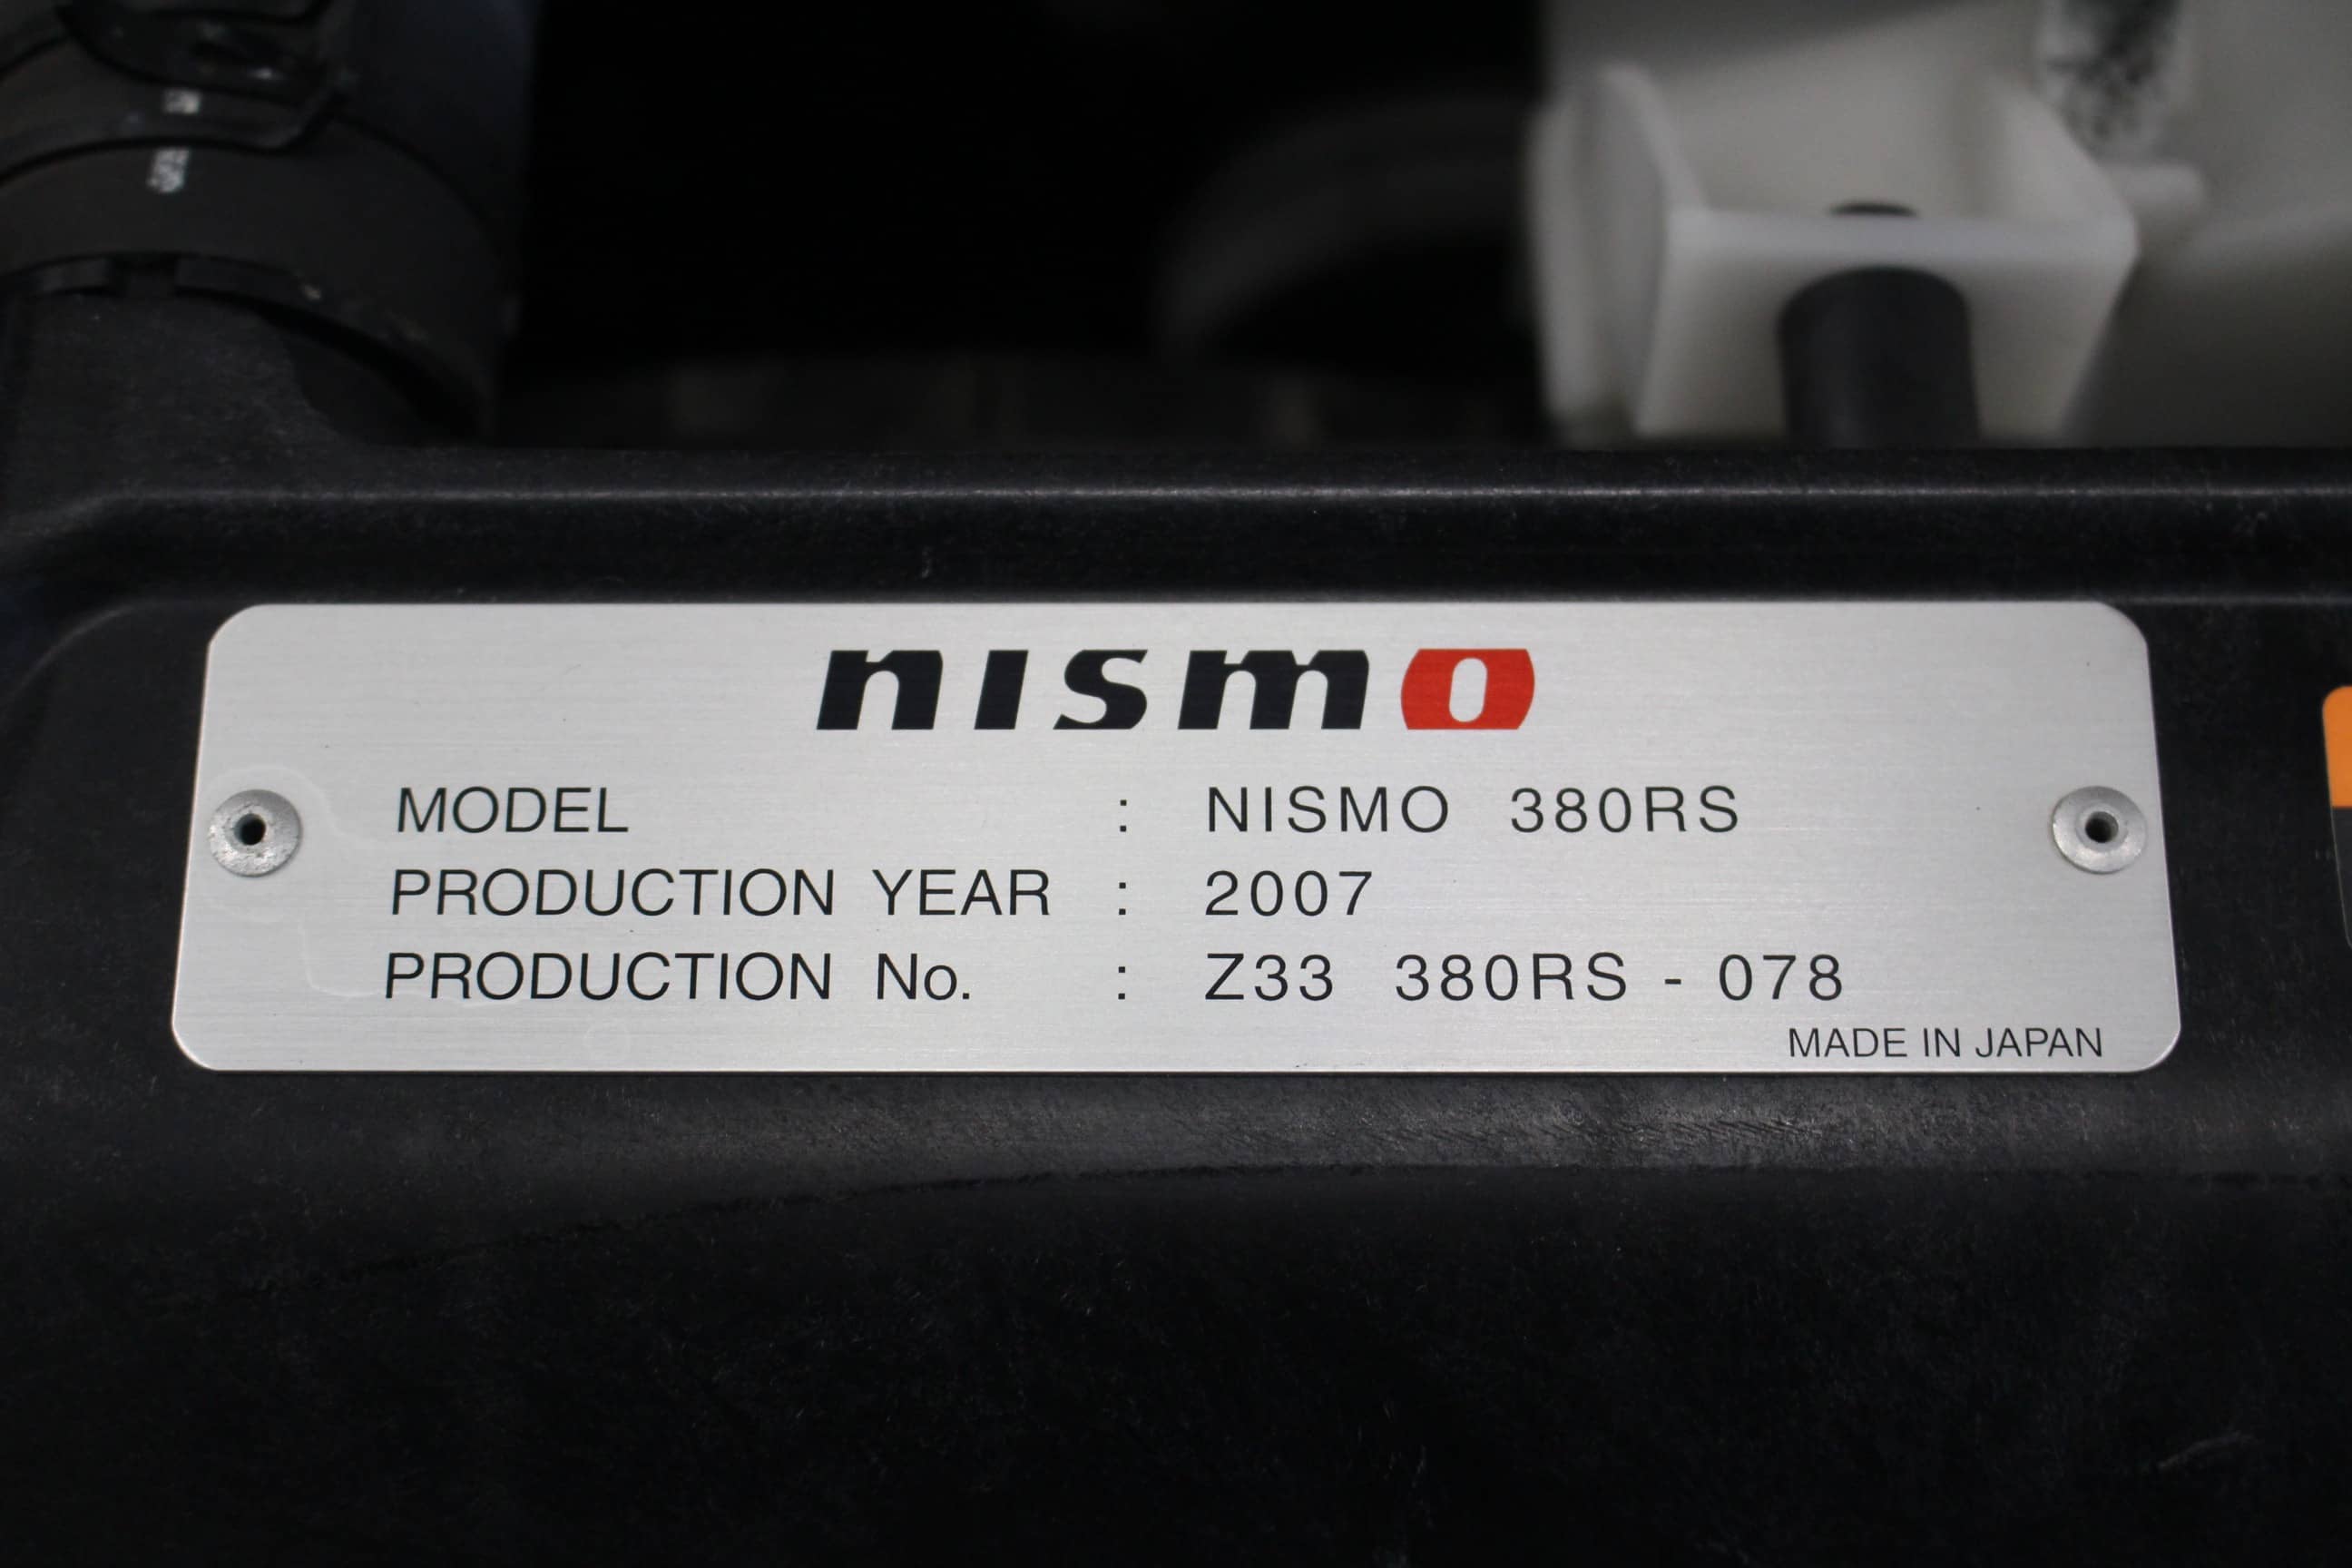 nismo
MODEL : NISMO 380RS
PRODUCTION YEAR : 2007
PRODUCTION No. : Z33 380RS - 078
MADE IN JAPAN